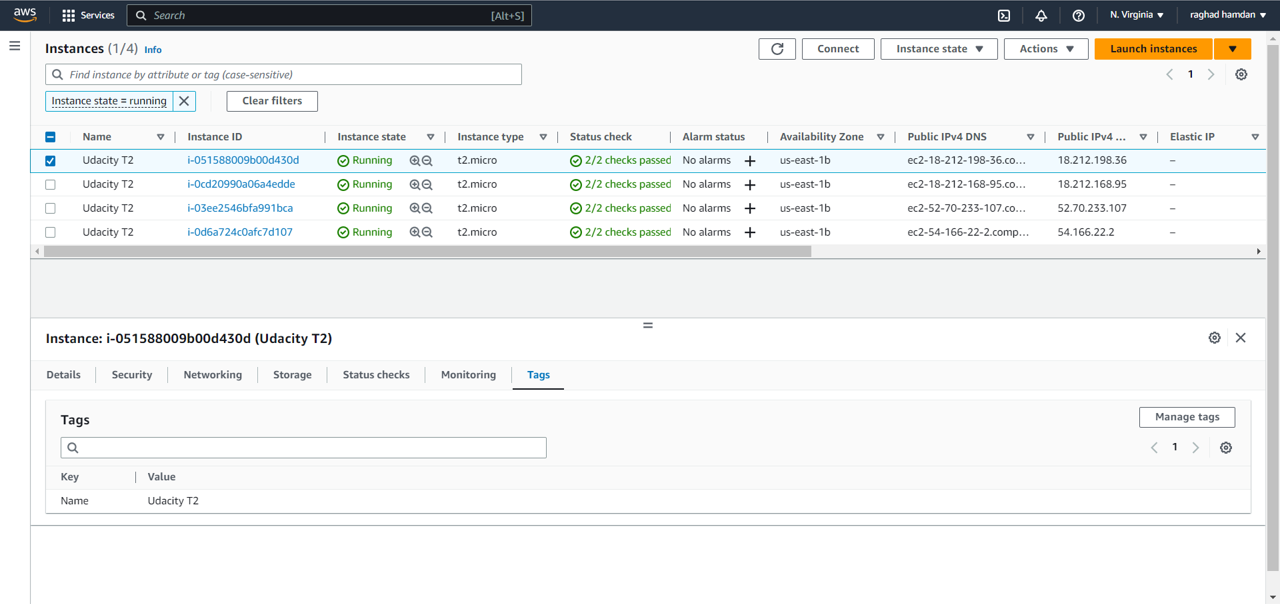 aws Services Search [Alt+S] N. Virginia raghad hamdan
Instances (1/4) Info Connect Instance state Actions Launch instances
Find instance by attribute or tag (case-sensitive) 1
Instance state = running Clear filters
Name Instance ID Instance state Instance type Status check Alarm status Availability Zone Public IPv4 DNS Public IPv4 ... Elastic IP
Udacity T2 i-051588009b00d430d Running t2.micro 2/2 checks passed No alarms us-east-1b ec2-18-212-198-36.co... 18.212.198.36 –
Udacity T2 i-0cd20990a06a4edde Running t2.micro 2/2 checks passed No alarms us-east-1b ec2-18-212-168-95.co... 18.212.168.95 –
Udacity T2 i-03ee2546bfa991bca Running t2.micro 2/2 checks passed No alarms us-east-1b ec2-52-70-233-107.co... 52.70.233.107 –
Udacity T2 i-0d6a724c0afc7d107 Running t2.micro 2/2 checks passed No alarms us-east-1b ec2-54-166-22-2.comp... 54.166.22.2 –
Instance: i-051588009b00d430d (Udacity T2)
Details Security Networking Storage Status checks Monitoring Tags
Tags Manage tags
1
Key Value
Name Udacity T2